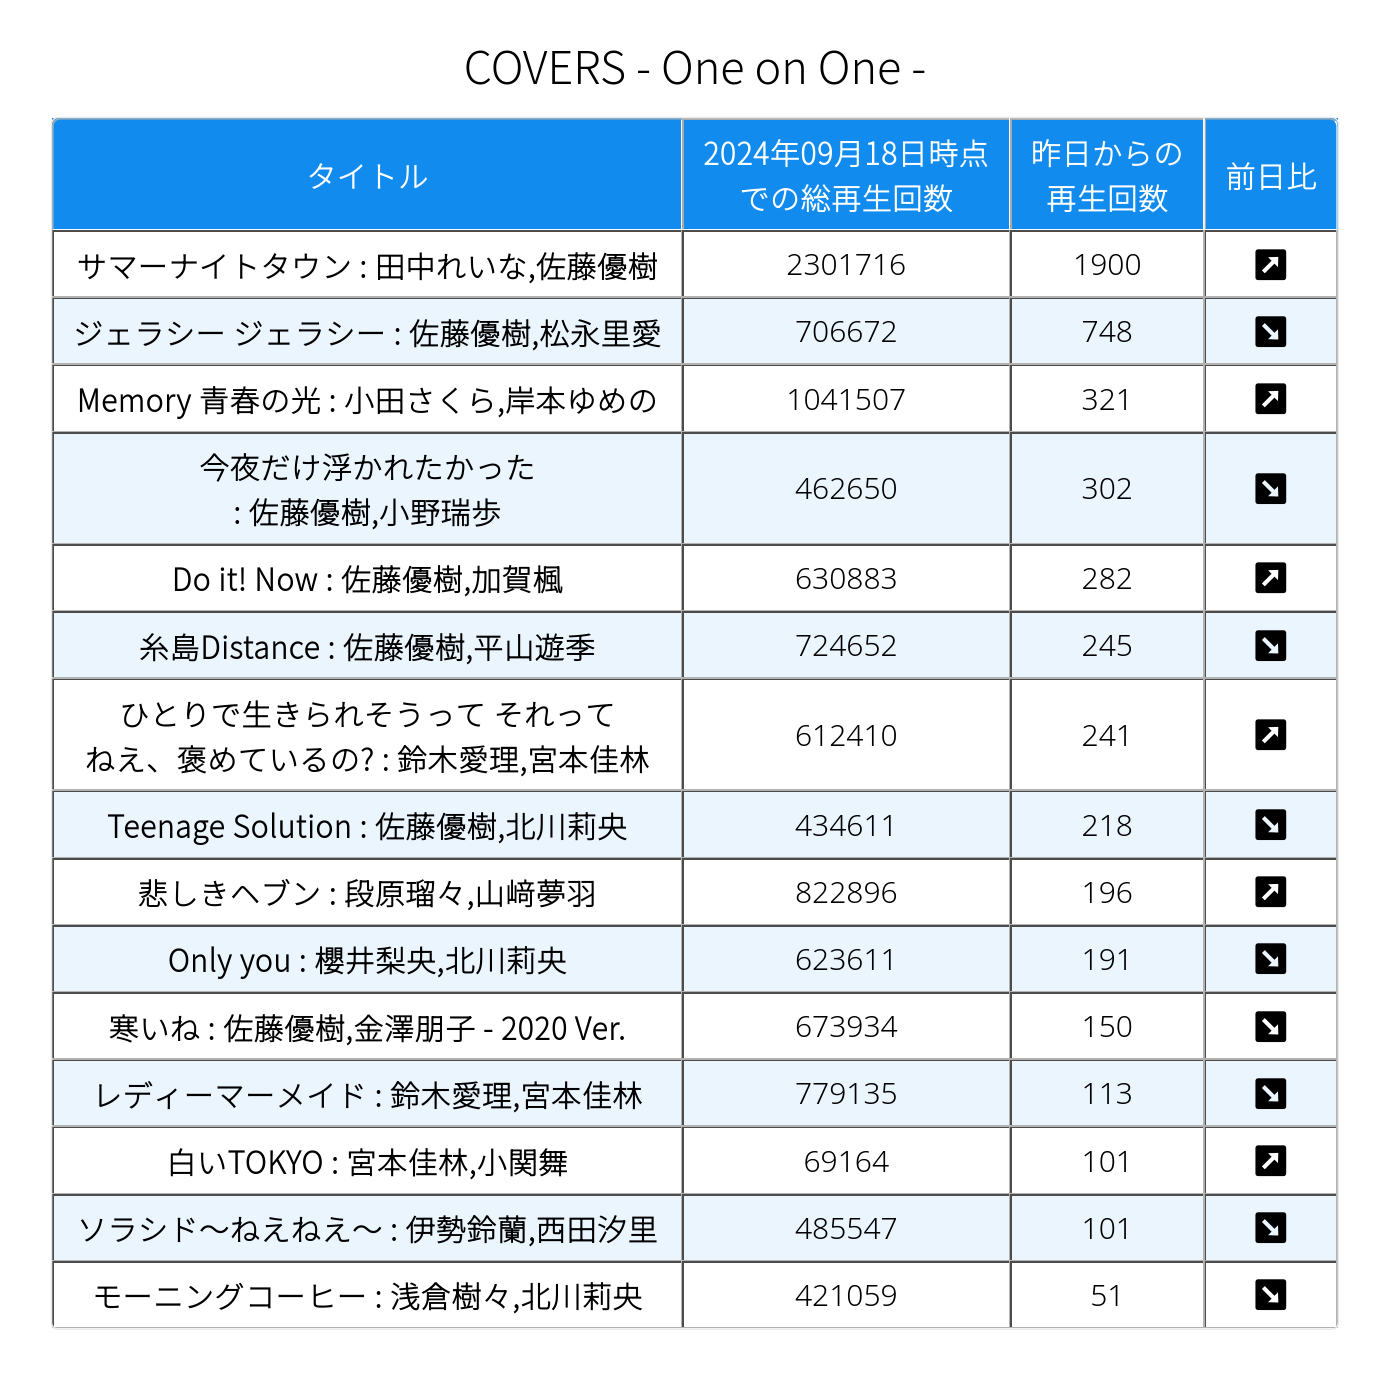 COVERS - One on One -
タイトル
2024年09月18日時点
での総再生回数
昨日からの
再生回数
前日比
サマーナイトタウン : 田中れいな,佐藤優樹 2301716 1900
ジェラシー ジェラシー : 佐藤優樹,松永里愛 706672 748
Memory 青春の光 : 小田さくら,岸本ゆめの 1041507 321
今夜だけ浮かれたかった
: 佐藤優樹,小野瑞歩 462650 302
Do it! Now : 佐藤優樹,加賀楓 630883 282
糸島Distance : 佐藤優樹,平山遊季 724652 245
ひとりで生きられそうって それって
ねえ、褒めているの? : 鈴木愛理,宮本佳林 612410 241
Teenage Solution : 佐藤優樹,北川莉央 434611 218
悲しきヘブン : 段原瑠々,山﨑夢羽 822896 196
Only you : 櫻井梨央,北川莉央 623611 191
寒いね : 佐藤優樹,金澤朋子 - 2020 Ver. 673934 150
レディーマーメイド : 鈴木愛理,宮本佳林 779135 113
白いTOKYO : 宮本佳林,小関舞 69164 101
ソラシド～ねえねえ～ : 伊勢鈴蘭,西田汐里 485547 101
モーニングコーヒー : 浅倉樹々,北川莉央 421059 51